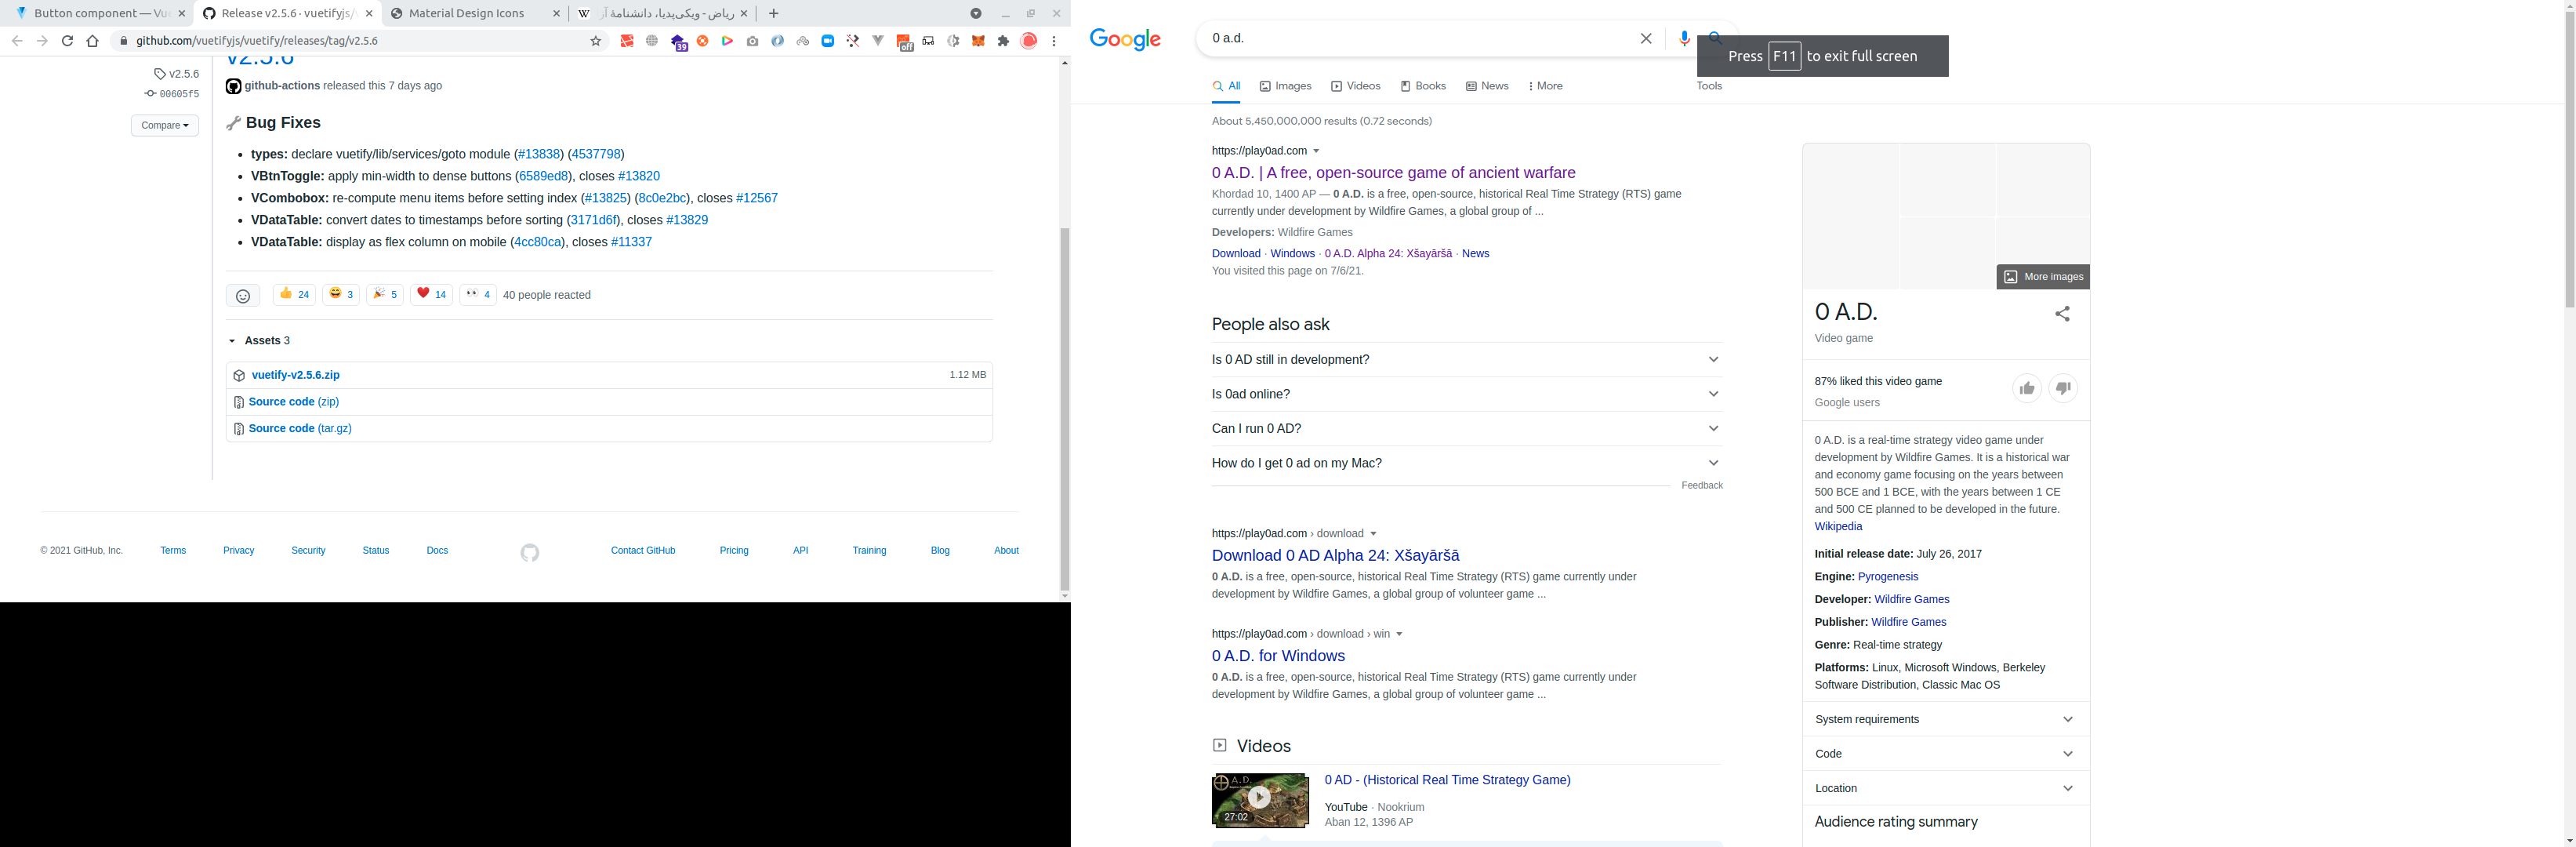 Button component — Vue
Release v2.5.6 · vuetifyjs/
Material Design Icons
ریاض - ویکی‌پدیا، دانشنامهٔ آز
github.com/vuetifyjs/vuetify/releases/tag/v2.5.6
39
off
v2.5.6
00605f5
Compare
v2.5.6
github-actions released this 7 days ago
Bug Fixes
types: declare vuetify/lib/services/goto module (#13838) (4537798)
VBtnToggle: apply min-width to dense buttons (6589ed8), closes #13820
VCombobox: re-compute menu items before setting index (#13825) (8c0e2bc), closes #12567
VDataTable: convert dates to timestamps before sorting (3171d6f), closes #13829
VDataTable: display as flex column on mobile (4cc80ca), closes #11337
24 3 5 14 4 40 people reacted
Assets 3
vuetify-v2.5.6.zip 1.12 MB
Source code (zip)
Source code (tar.gz)
© 2021 GitHub, Inc. Terms Privacy Security Status Docs Contact GitHub Pricing API Training Blog About
Google
0 a.d.
Press F11 to exit full screen
All Images Videos Books News More Tools
About 5,450,000,000 results (0.72 seconds)
https://play0ad.com
0 A.D. | A free, open-source game of ancient warfare
Khordad 10, 1400 AP — 0 A.D. is a free, open-source, historical Real Time Strategy (RTS) game
currently under development by Wildfire Games, a global group of ...
Developers: Wildfire Games
Download · Windows · 0 A.D. Alpha 24: Xšayāršā · News
You visited this page on 7/6/21.
People also ask
Is 0 AD still in development?
Is 0ad online?
Can I run 0 AD?
How do I get 0 ad on my Mac?
Feedback
https://play0ad.com › download
Download 0 AD Alpha 24: Xšayāršā
0 A.D. is a free, open-source, historical Real Time Strategy (RTS) game currently under
development by Wildfire Games, a global group of volunteer game ...
https://play0ad.com › download › win
0 A.D. for Windows
0 A.D. is a free, open-source, historical Real Time Strategy (RTS) game currently under
development by Wildfire Games, a global group of volunteer game ...
Videos
A.D.
27:02
0 AD - (Historical Real Time Strategy Game)
YouTube · Nookrium
Aban 12, 1396 AP
More images
0 A.D.
Video game
87% liked this video game
Google users
0 A.D. is a real-time strategy video game under
development by Wildfire Games. It is a historical war
and economy game focusing on the years between
500 BCE and 1 BCE, with the years between 1 CE
and 500 CE planned to be developed in the future.
Wikipedia
Initial release date: July 26, 2017
Engine: Pyrogenesis
Developer: Wildfire Games
Publisher: Wildfire Games
Genre: Real-time strategy
Platforms: Linux, Microsoft Windows, Berkeley
Software Distribution, Classic Mac OS
System requirements
Code
Location
Audience rating summary